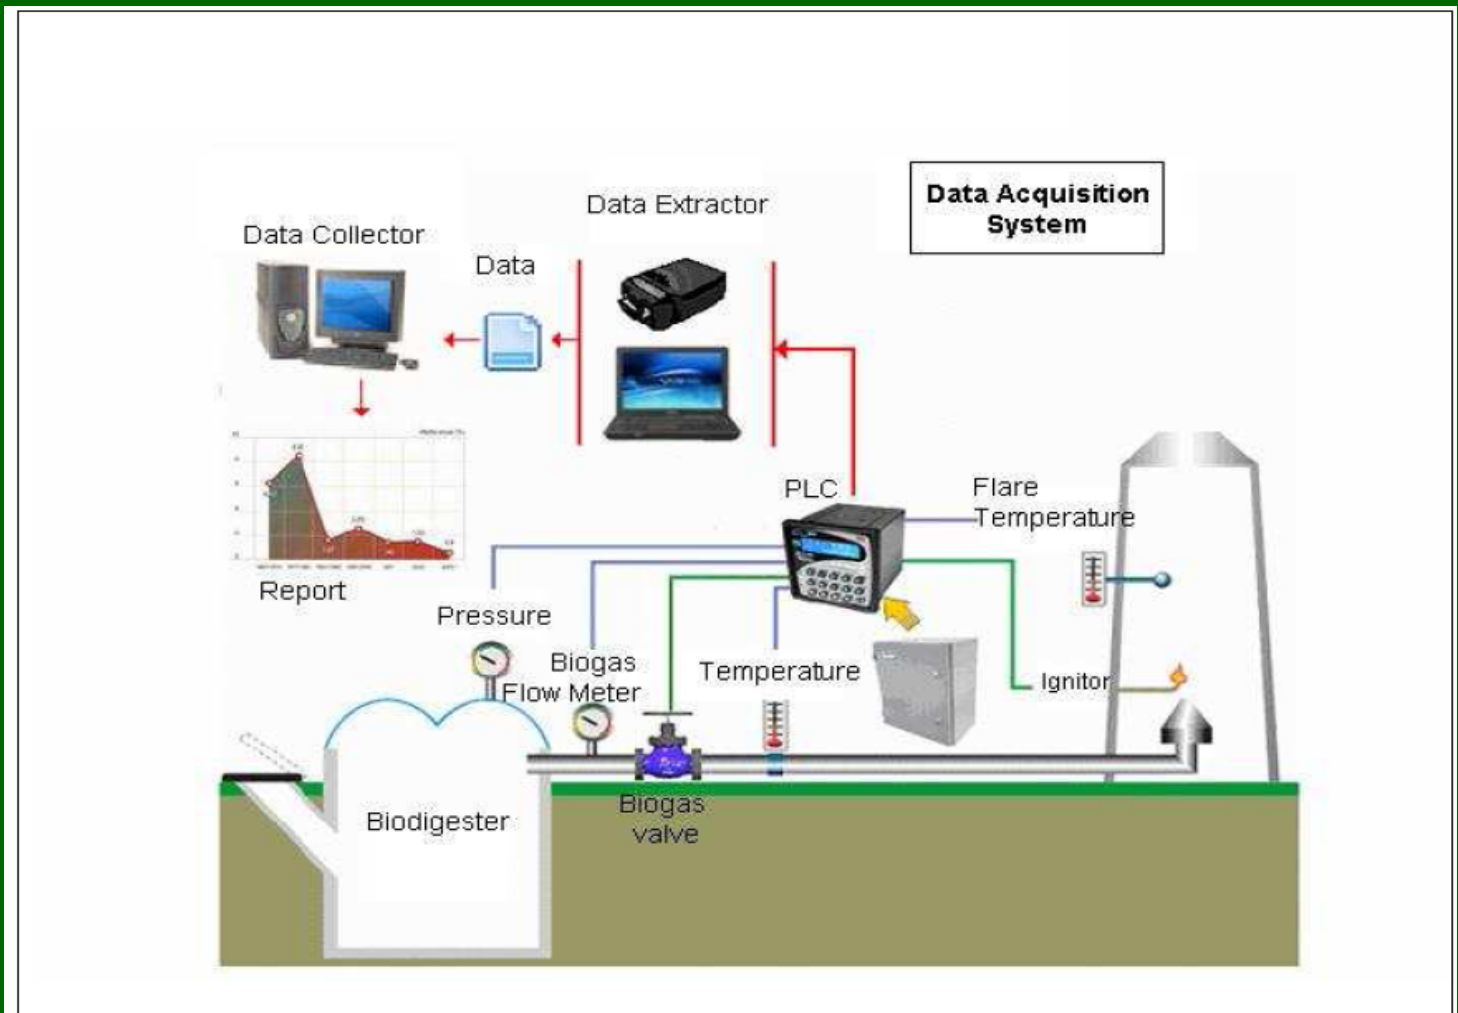 Data Acquisition
System
Data Extractor
Data Collector
Data
PLC
Flare
Temperature
Report
Pressure
Biogas
Flow Meter
Temperature
Ignitor
Biogas
valve
Biodigester